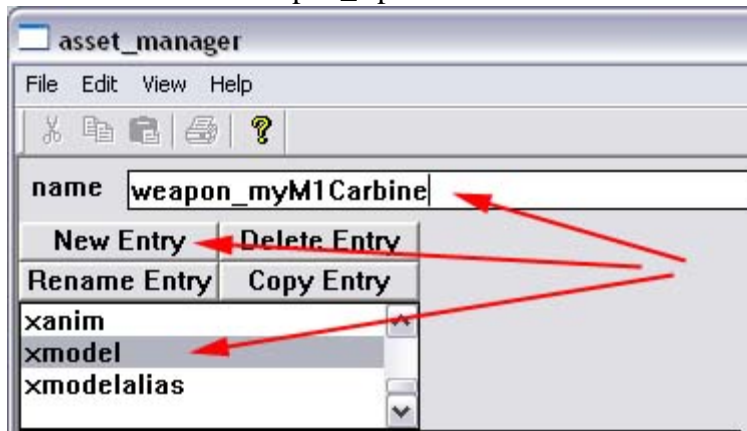 asset_manager
File Edit View Help
name weapon_myM1Carbine
New Entry Delete Entry
Rename Entry Copy Entry
xanim
xmodel
xmodelalias